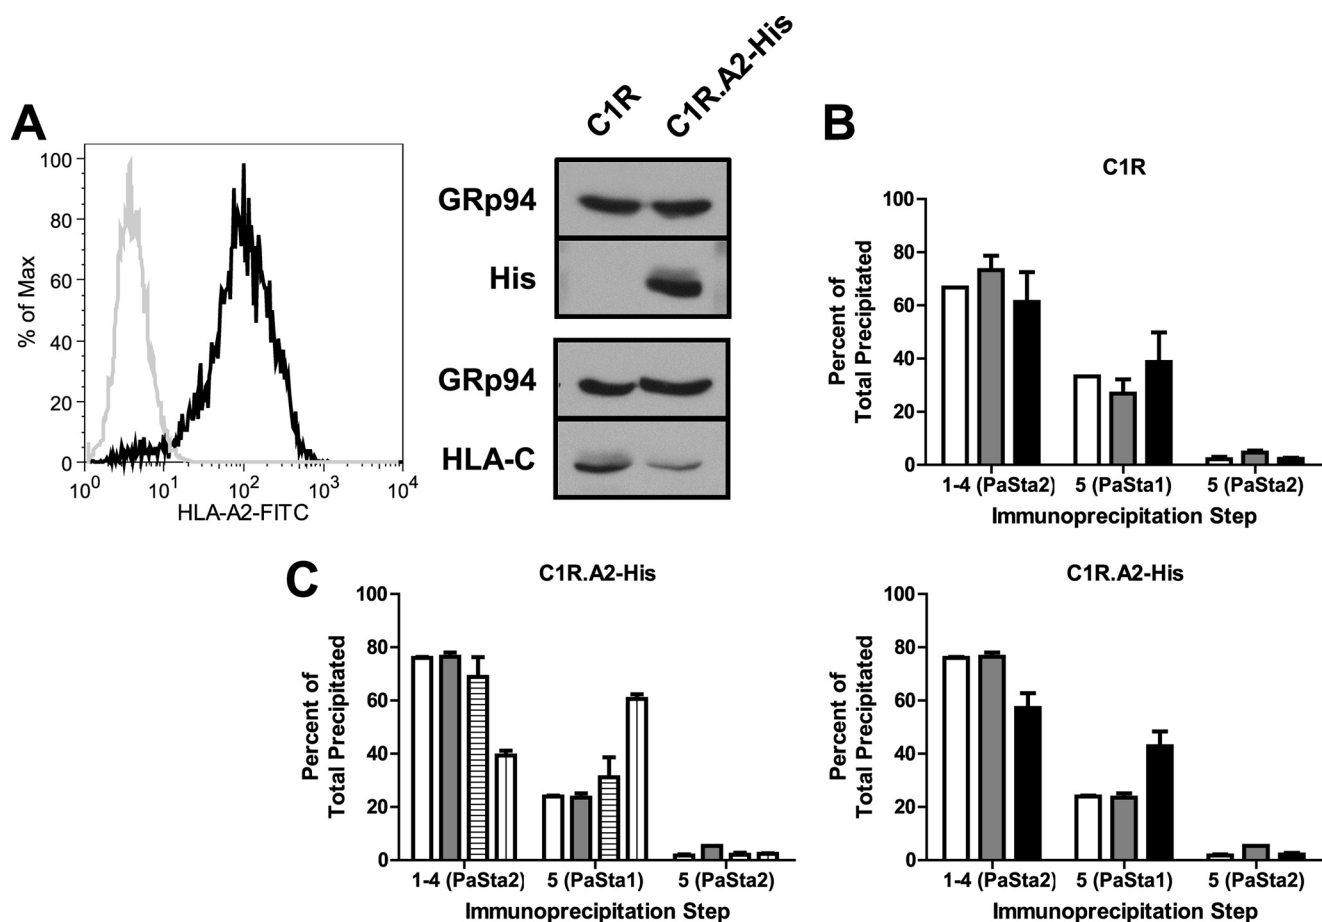 A
% of Max
100
80
60
40
20
0
10^0 10^1 10^2 10^3 10^4
HLA-A2-FITC
C1R
C1R.A2-His
GRp94
His
GRp94
HLA-C
B
C1R
Percent of
Total Precipitated
100
80
60
40
20
0
1-4 (PaSta2) 5 (PaSta1) 5 (PaSta2)
Immunoprecipitation Step
C
C1R.A2-His
Percent of
Total Precipitated
100
80
60
40
20
0
1-4 (PaSta2) 5 (PaSta1) 5 (PaSta2)
Immunoprecipitation Step
C1R.A2-His
Percent of
Total Precipitated
100
80
60
40
20
0
1-4 (PaSta2) 5 (PaSta1) 5 (PaSta2)
Immunoprecipitation Step